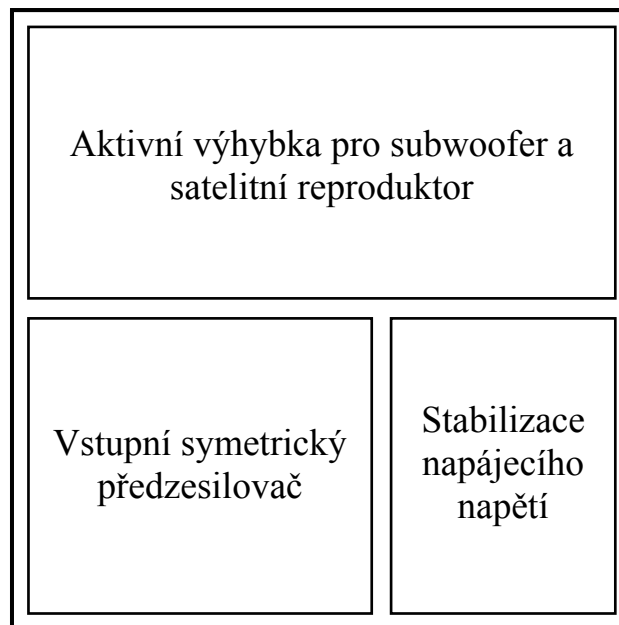 Aktivní výhybka pro subwoofer a
satelitní reproduktor
Vstupní symetrický
předzesilovač
Stabilizace
napájecího
napětí